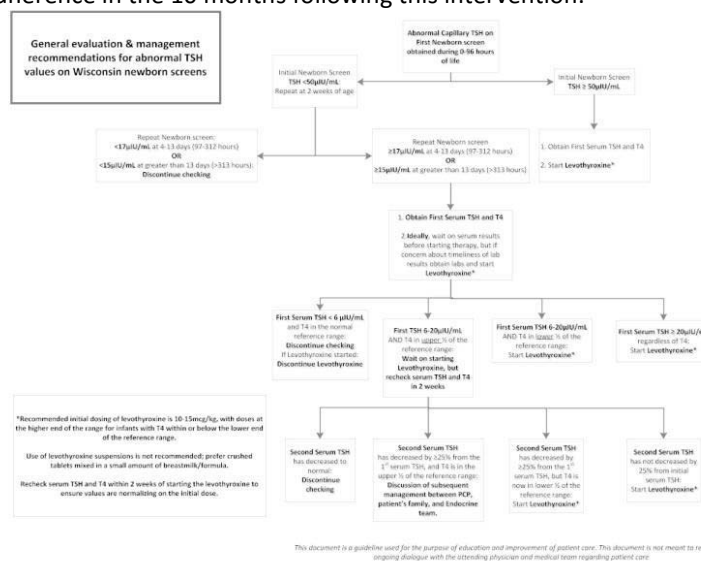 adherence in the 10 months following this intervention.
General evaluation & management
recommendations for abnormal TSH
values on Wisconsin newborn screens
Abnormal Capillary TSH on
First Newborn screen
obtained during 0-96 hours
of life
Initial Newborn Screen
TSH <50µIU/mL:
Repeat at 2 weeks of age
Initial Newborn Screen
TSH ≥ 50µIU/mL
Repeat Newborn screen:
<17µIU/mL at 4-13 days (97-312 hours)
OR
<15µIU/mL at greater than 13 days (>313 hours):
Discontinue checking
Repeat Newborn screen
≥17µIU/mL at 4-13 days (97-312 hours)
OR
≥15µIU/mL at greater than 13 days (>313 hours)
1. Obtain First Serum TSH and T4
2. Start Levothyroxine*
1. Obtain First Serum TSH and T4
2.Ideally, wait on serum results
before starting therapy, but if
concern about timeliness of lab
results obtain labs and start
Levothyroxine*
First Serum TSH < 6 µIU/mL
and T4 in the normal
reference range:
Discontinue checking
If Levothyroxine started:
Discontinue Levothyroxine
First TSH 6-20µIU/mL
AND T4 in upper ½ of the
reference range:
Wait on starting
Levothyroxine, but
recheck serum TSH and T4
in 2 weeks
First Serum TSH 6-20µIU/mL
AND T4 in lower ½ of the
reference range:
Start Levothyroxine*
First Serum TSH ≥ 20µIU/
regardless of T4:
Start Levothyroxine*
*Recommended initial dosing of levothyroxine is 10-15mcg/kg, with doses at
the higher end of the range for infants with T4 within or below the lower end
of the reference range.
Use of levothyroxine suspensions is not recommended; prefer crushed
tablets mixed in a small amount of breastmilk/formula.
Recheck serum TSH and T4 within 2 weeks of starting the levothyroxine to
ensure values are normalizing on the initial dose.
Second Serum TSH
has decreased to
normal:
Discontinue
checking
Second Serum TSH
has decreased by ≥25% from the
1st serum TSH, and T4 is in the
upper ½ of the reference range:
Discussion of subsequent
management between PCP,
patient's family, and Endocrine
team.
Second Serum TSH
has decreased by
≥25% from the 1st
serum TSH, but T4 is
now in lower ½ of the
reference range:
Start Levothyroxine*
Second Serum TSH
has not decreased by
25% from initial
serum TSH:
Start Levothyroxine*
This document is a guideline used for the purpose of education and improvement of patient care. This document is not meant to
ongoing dialogue with the attending physician and medical team regarding patient care